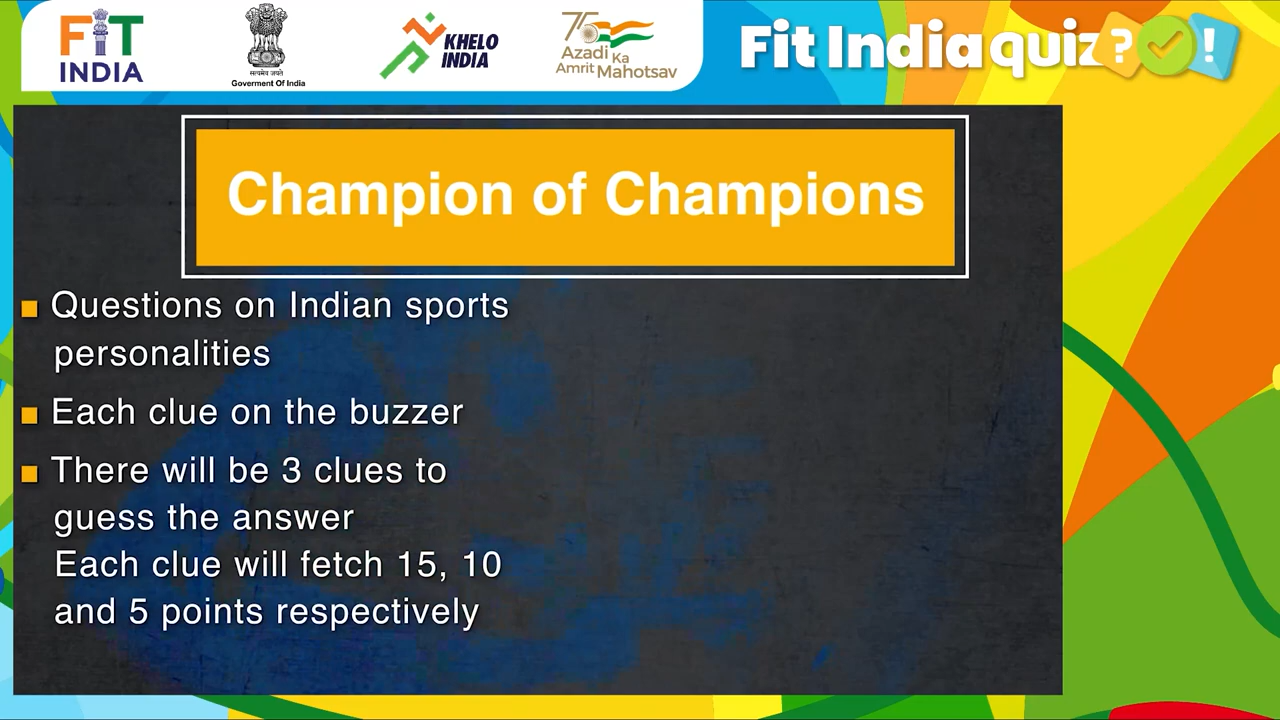 FIT
INDIA
सत्यमेव जयते
Goverment Of India
KHELO
INDIA
75
Azadi Ka
Amrit Mahotsav
Fit India quiz ? !
Champion of Champions
Questions on Indian sports
personalities
Each clue on the buzzer
There will be 3 clues to
guess the answer
Each clue will fetch 15, 10
and 5 points respectively